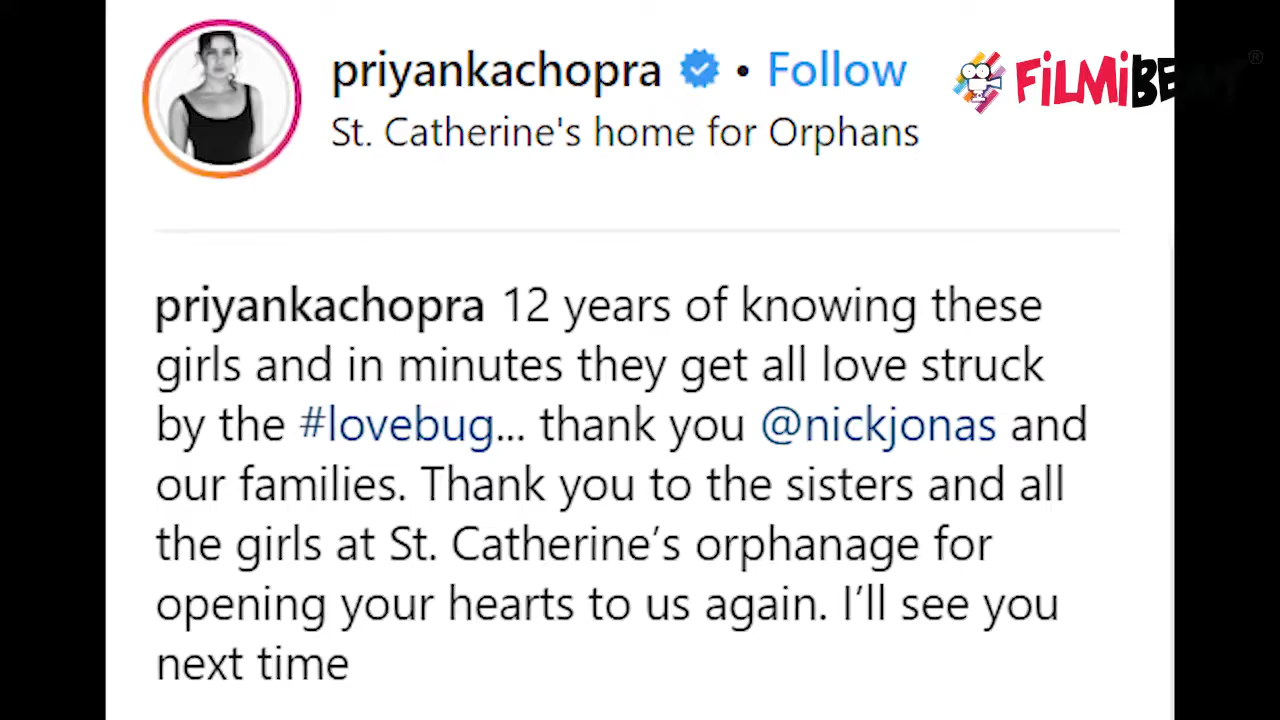 priyankachopra • Follow
St. Catherine's home for Orphans
FiLMiBEAT ®
priyankachopra 12 years of knowing these
girls and in minutes they get all love struck
by the #lovebug... thank you @nickjonas and
our families. Thank you to the sisters and all
the girls at St. Catherine’s orphanage for
opening your hearts to us again. I’ll see you
next time